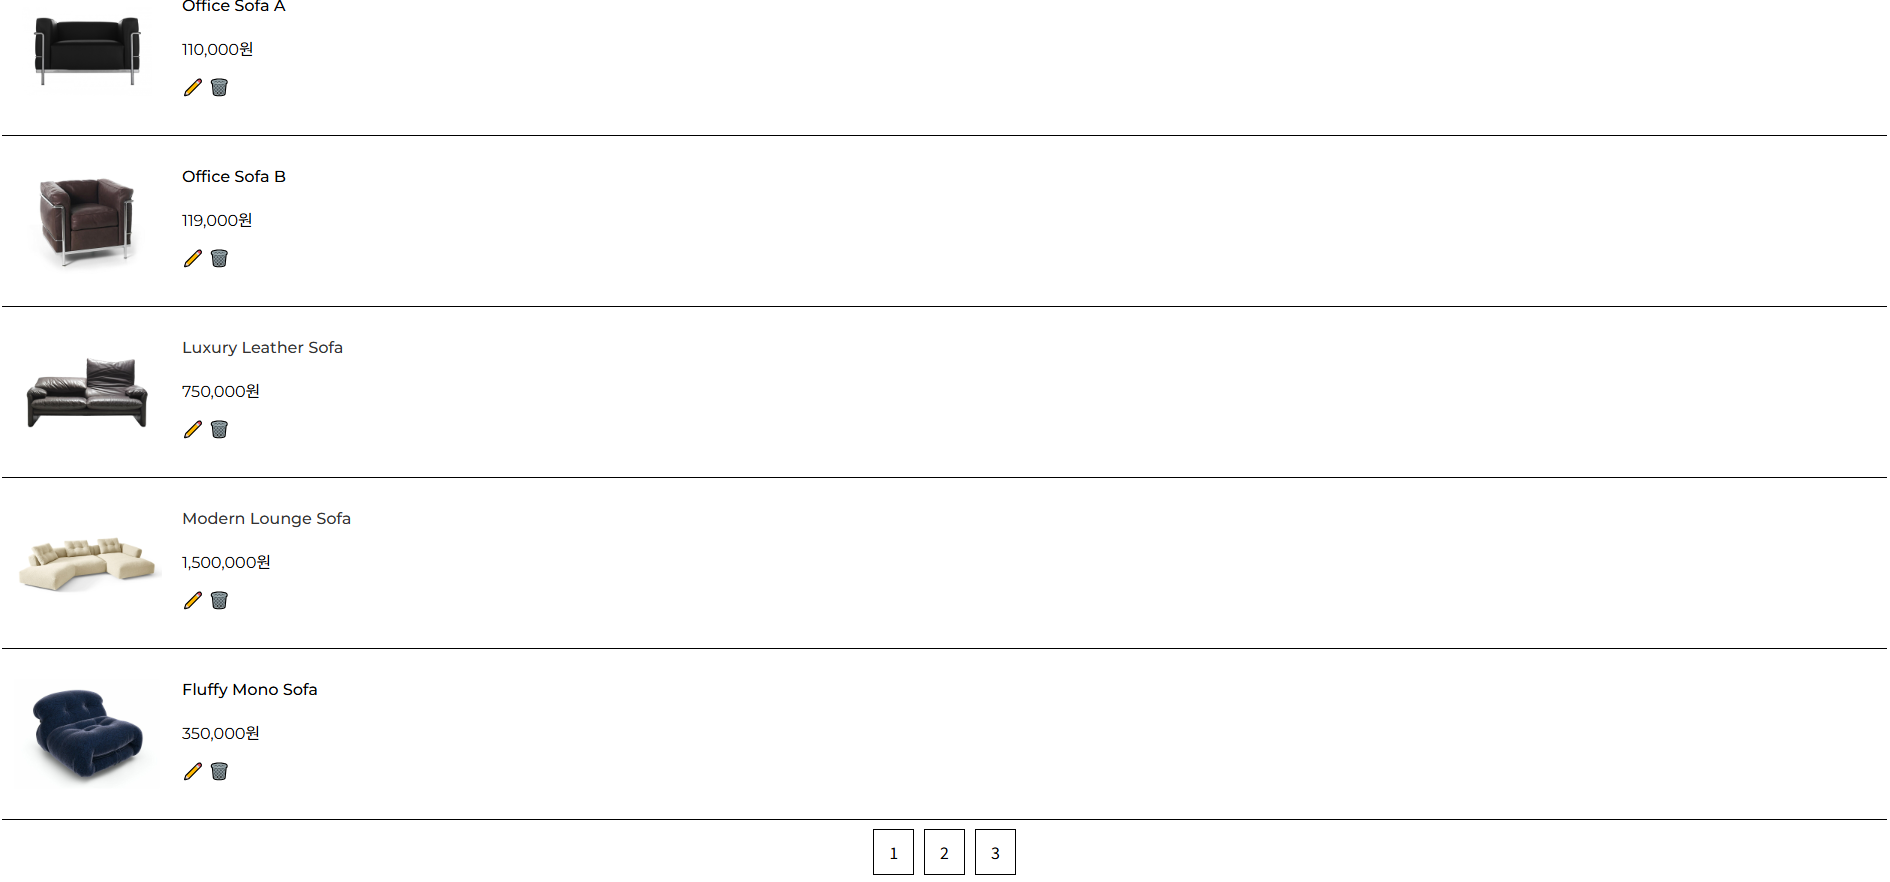 Office Sofa A
110,000원
Office Sofa B
119,000원
Luxury Leather Sofa
750,000원
Modern Lounge Sofa
1,500,000원
Fluffy Mono Sofa
350,000원
1 2 3